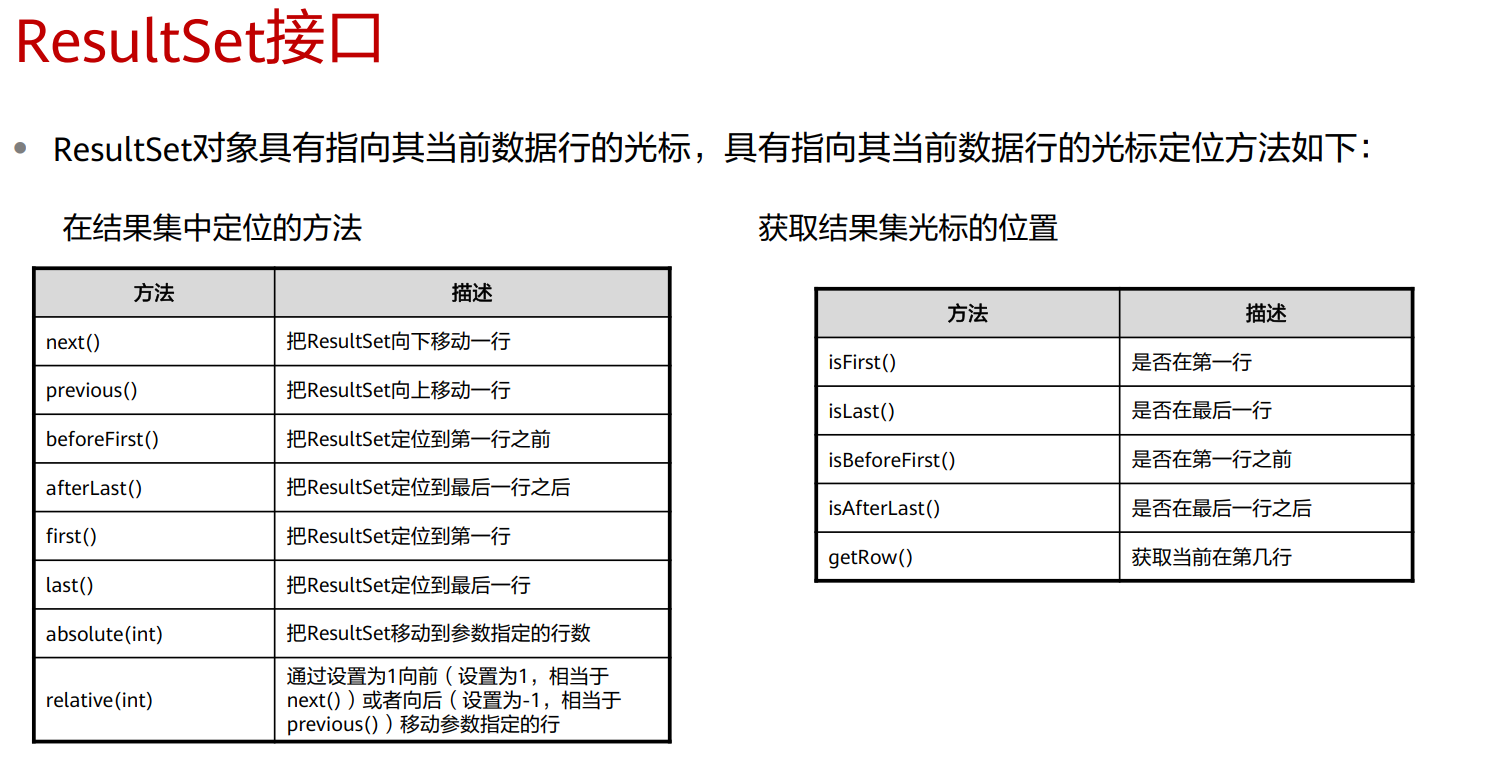 ResultSet接口
• ResultSet对象具有指向其当前数据行的光标，具有指向其当前数据行的光标定位方法如下：
在结果集中定位的方法
方法 描述
next() 把ResultSet向下移动一行
previous() 把ResultSet向上移动一行
beforeFirst() 把ResultSet定位到第一行之前
afterLast() 把ResultSet定位到最后一行之后
first() 把ResultSet定位到第一行
last() 把ResultSet定位到最后一行
absolute(int) 把ResultSet移动到参数指定的行数
relative(int) 通过设置为1向前（设置为1，相当于
next()）或者向后（设置为-1，相当于
previous()）移动参数指定的行
获取结果集光标的位置
方法 描述
isFirst() 是否在第一行
isLast() 是否在最后一行
isBeforeFirst() 是否在第一行之前
isAfterLast() 是否在最后一行之后
getRow() 获取当前在第几行